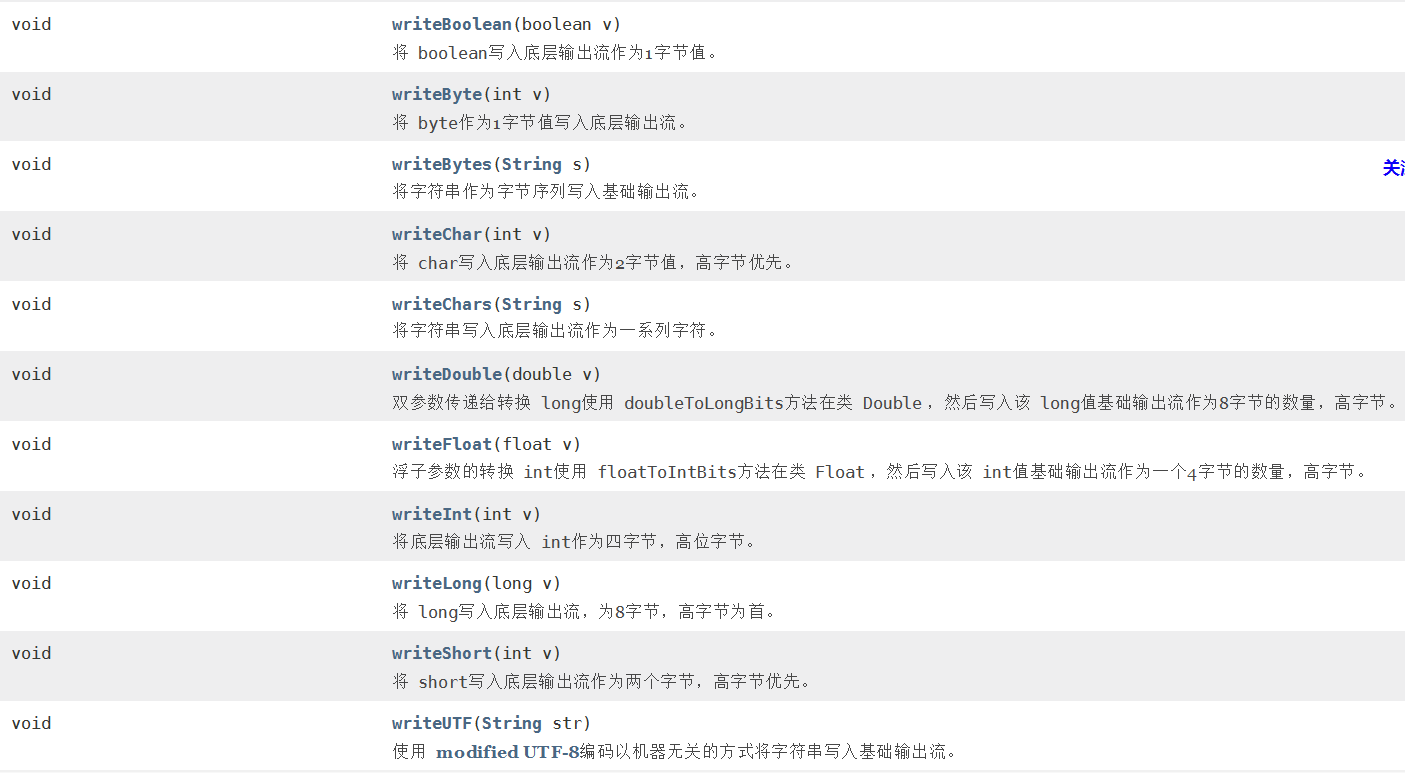 void writeBoolean(boolean v)
将 boolean写入底层输出流作为1字节值。
void writeByte(int v)
将 byte作为1字节值写入底层输出流。
void writeBytes(String s)
关
将字符串作为字节序列写入基础输出流。
void writeChar(int v)
将 char写入底层输出流作为2字节值，高字节优先。
void writeChars(String s)
将字符串写入底层输出流作为一系列字符。
void writeDouble(double v)
双参数传递给转换 long使用 doubleToLongBits方法在类 Double ，然后写入该 long值基础输出流作为8字节的数量，高字节。
void writeFloat(float v)
浮子参数的转换 int使用 floatToIntBits方法在类 Float ，然后写入该 int值基础输出流作为一个4字节的数量，高字节。
void writeInt(int v)
将底层输出流写入 int作为四字节，高位字节。
void writeLong(long v)
将 long写入底层输出流，为8字节，高字节为首。
void writeShort(int v)
将 short写入底层输出流作为两个字节，高字节优先。
void writeUTF(String str)
使用 modified UTF-8编码以机器无关的方式将字符串写入基础输出流。